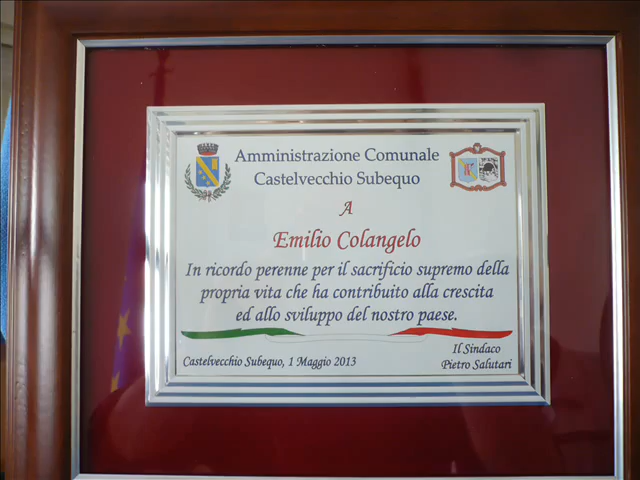 Amministrazione Comunale
Castelvecchio Subequo
A
Emilio Colangelo
In ricordo perenne per il sacrificio supremo della
propria vita che ha contribuito alla crescita
ed allo sviluppo del nostro paese.
Castelvecchio Subequo, 1 Maggio 2013
Il Sindaco
Pietro Salutari